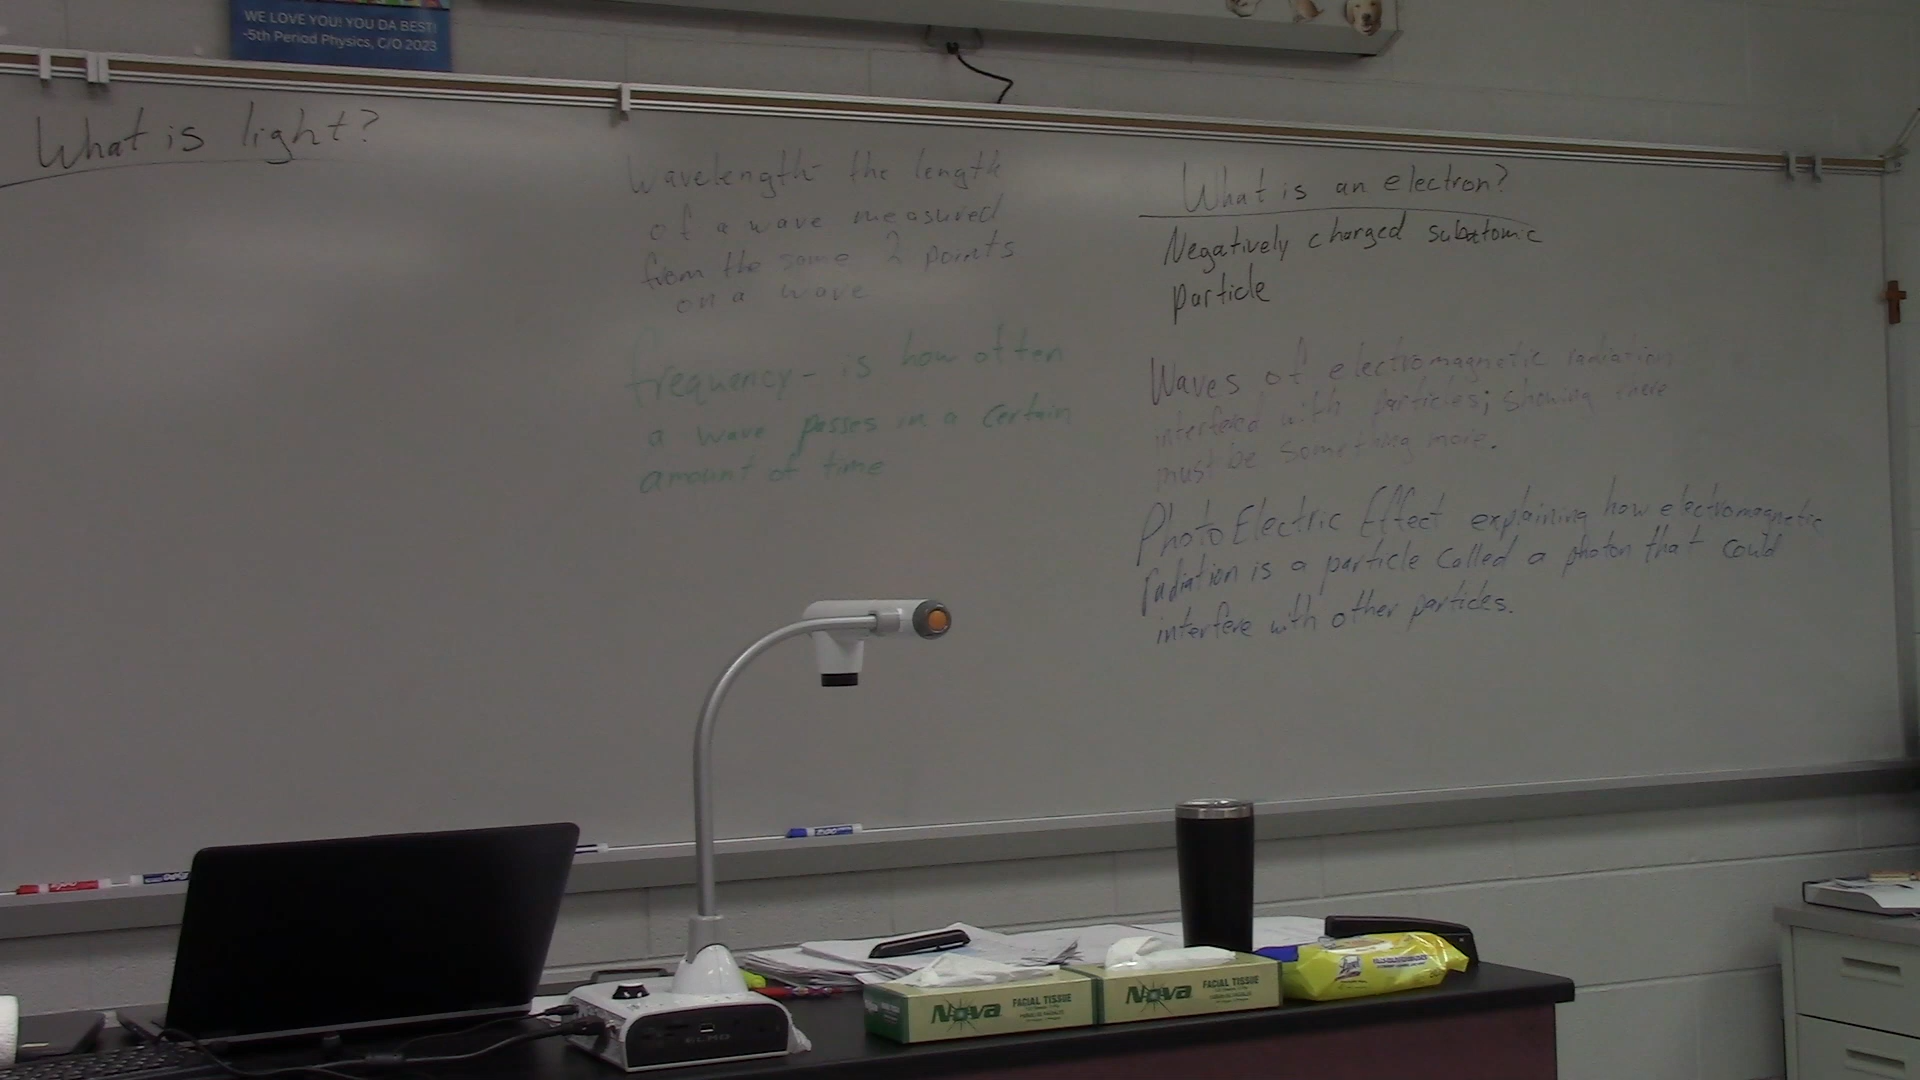 WE LOVE YOU! YOU DA BEST!
-5th Period Physics, C/O 2023
What is light?
Wavelength- the length
of a wave measured
from the same 2 points
on a wave
frequency- is how often
a wave passes in a certain
amount of time
What is an electron?
Negatively charged subatomic
particle
Waves of electromagnetic radiation
interfered with particles; showing there
must be something more.
PhotoElectric Effect explaining how electromagnetic
radiation is a particle called a photon that could
interfere with other particles.
EXPO
ELMO
Nova
FACIAL TISSUE
Nova
FACIAL TISSUE
Lysol